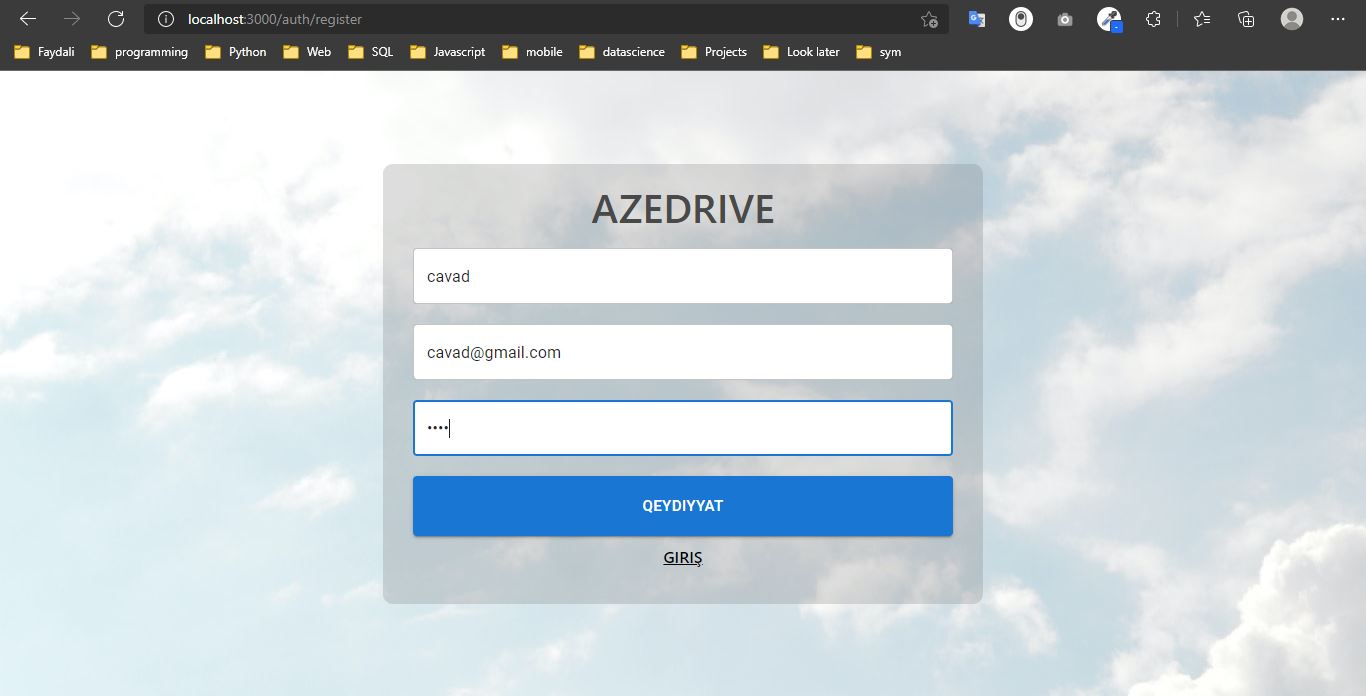 localhost:3000/auth/register
Faydali programming Python Web SQL Javascript mobile datascience Projects Look later sym
AZEDRIVE
cavad
cavad@gmail.com
••••
QEYDIYYAT
GIRIŞ